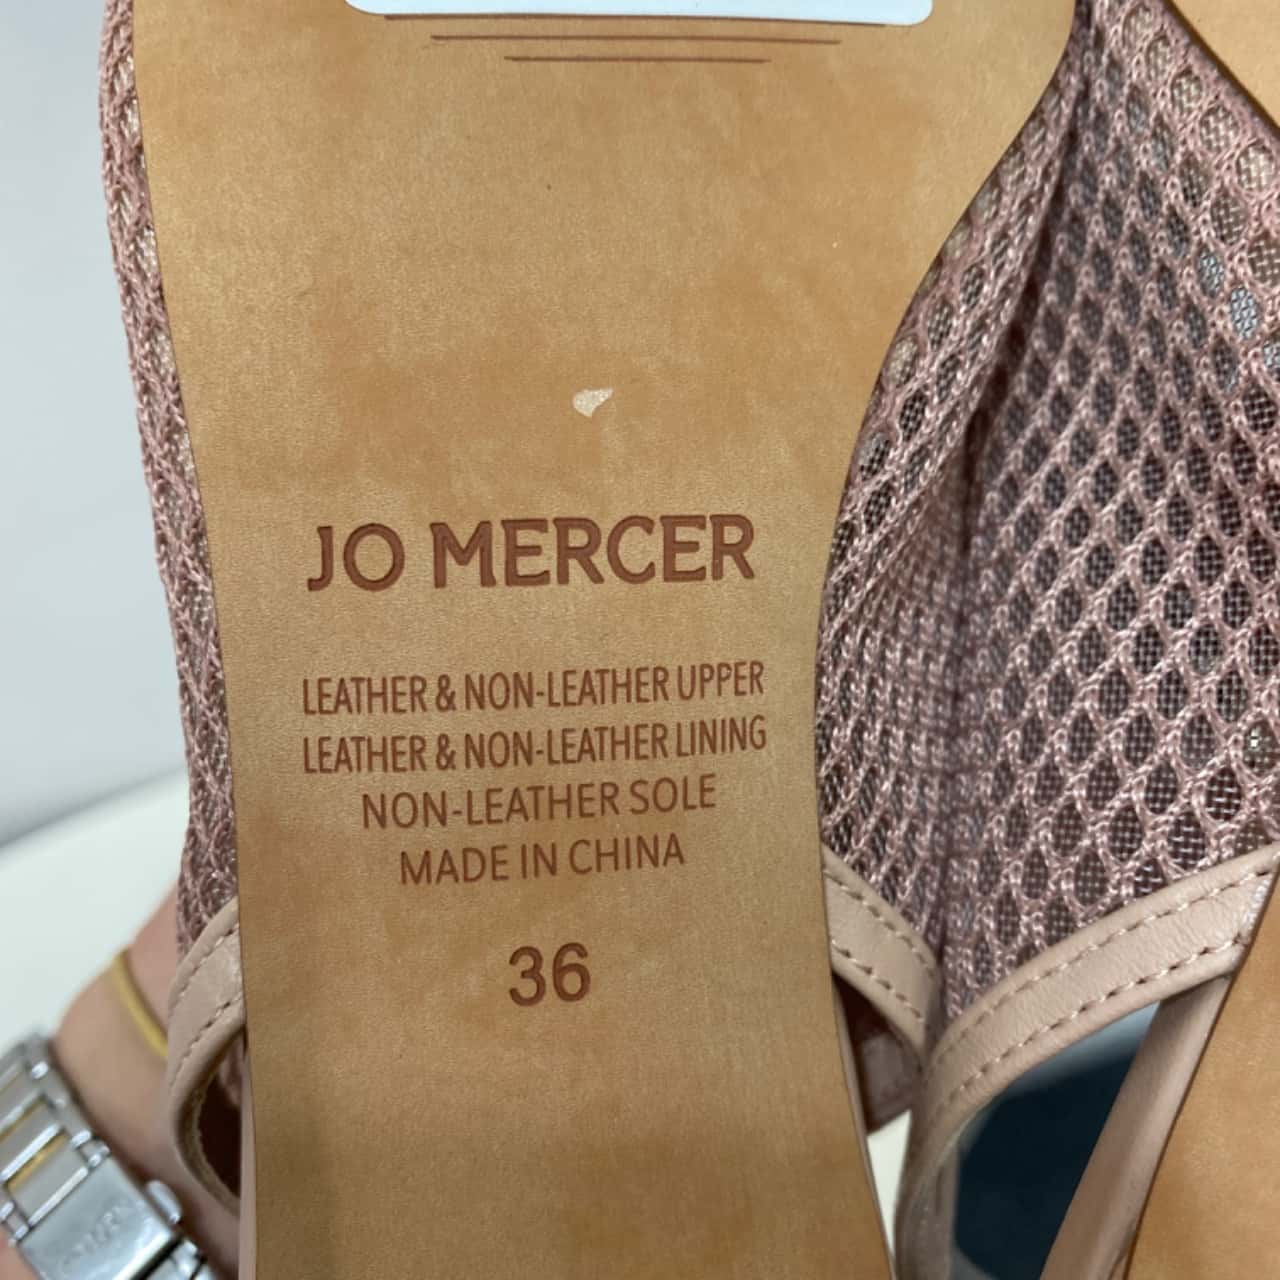 JO MERCER
LEATHER & NON-LEATHER UPPER
LEATHER & NON-LEATHER LINING
NON-LEATHER SOLE
MADE IN CHINA
36